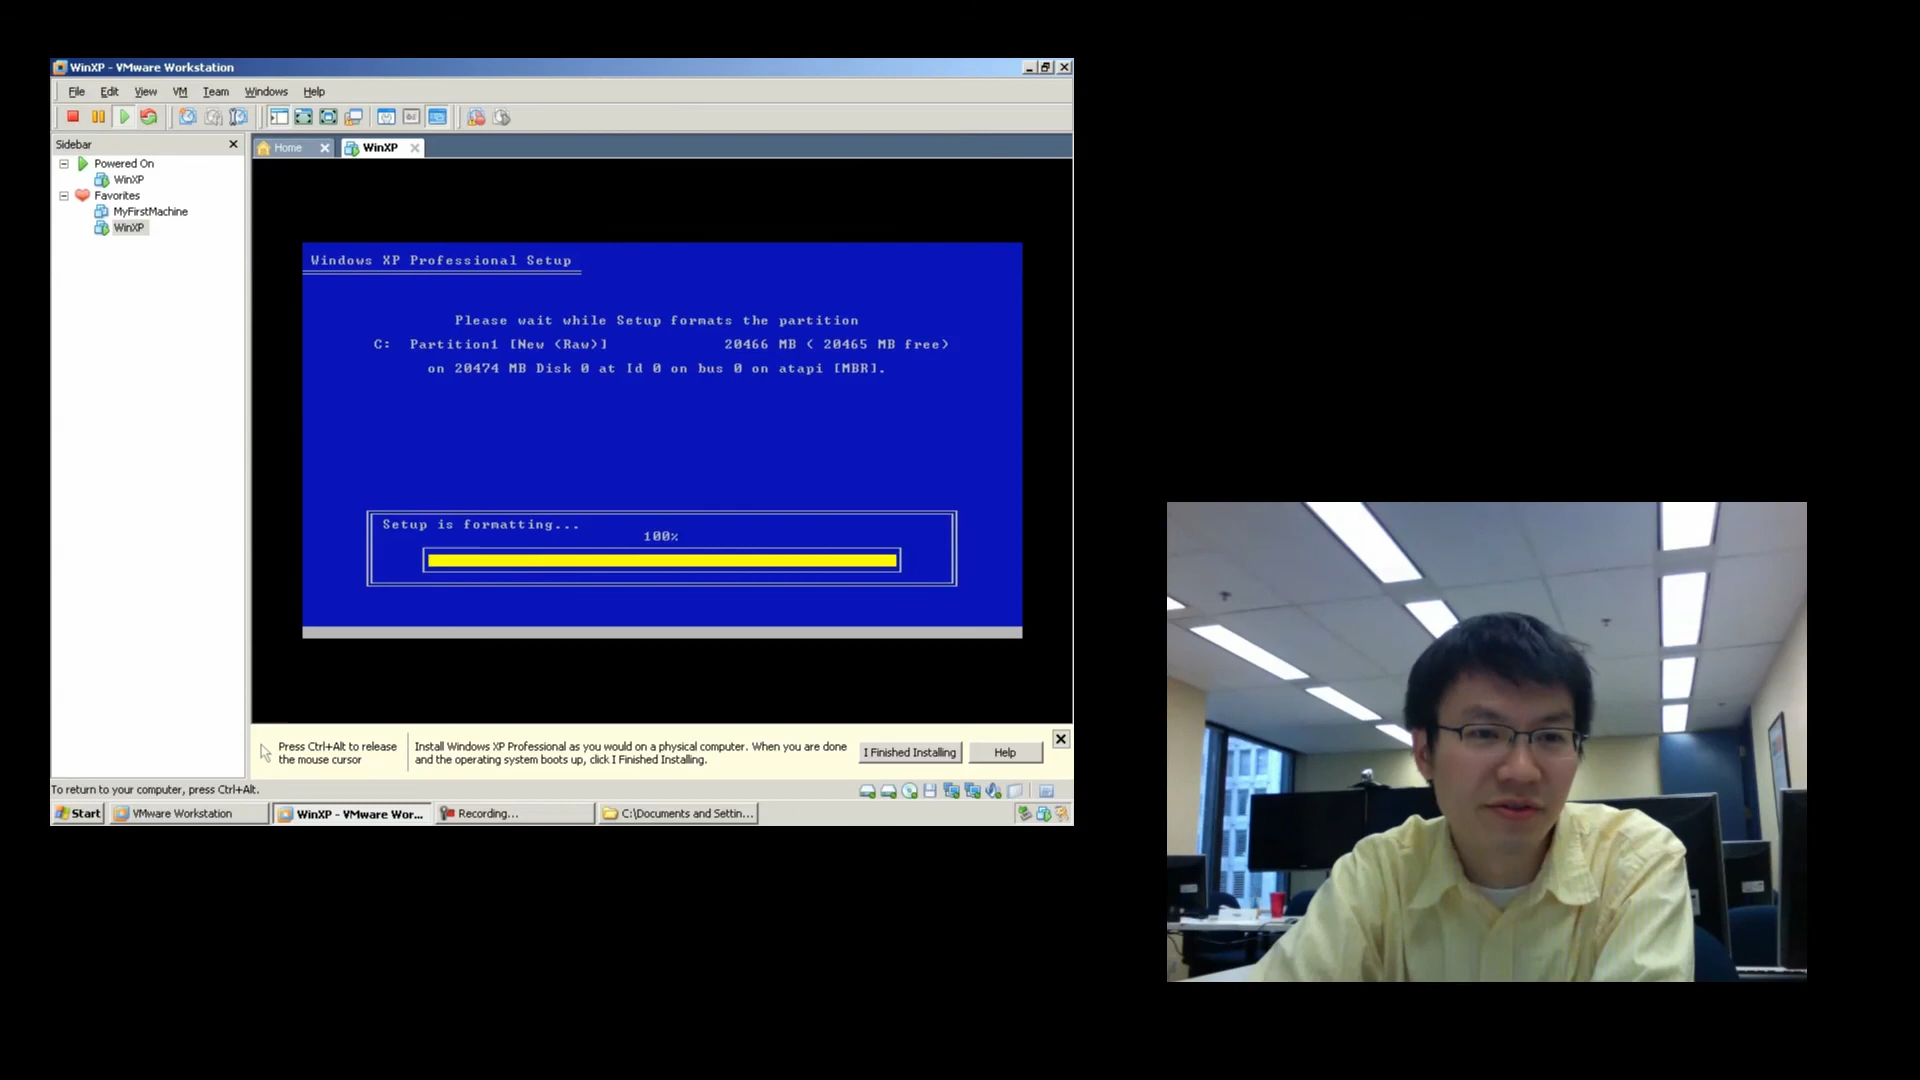 WinXP - VMware Workstation
File Edit View VM Team Windows Help
Sidebar
Powered On
WinXP
Favorites
MyFirstMachine
WinXP
Home
WinXP
Windows XP Professional Setup
Please wait while Setup formats the partition
C: Partition1 [New (Raw)] 20466 MB ( 20465 MB free)
on 20474 MB Disk 0 at Id 0 on bus 0 on atapi [MBR].
Setup is formatting...
100%
Press Ctrl+Alt to release
the mouse cursor
Install Windows XP Professional as you would on a physical computer. When you are done
and the operating system boots up, click I Finished Installing.
I Finished Installing
Help
To return to your computer, press Ctrl+Alt.
Start
VMware Workstation
WinXP - VMware Wor...
Recording...
C:\Documents and Settin...